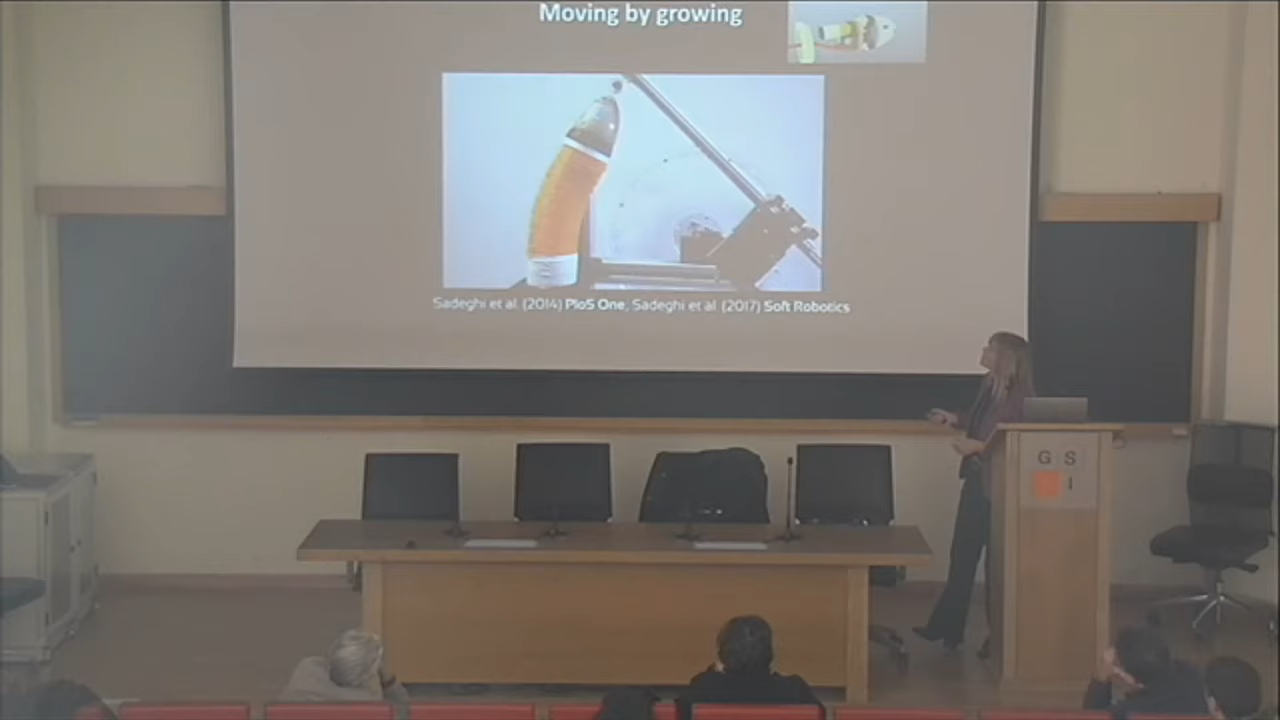 Moving by growing
Sadeghi et al. (2014) PloS One, Sadeghi et al. (2017) Soft Robotics
G S
I